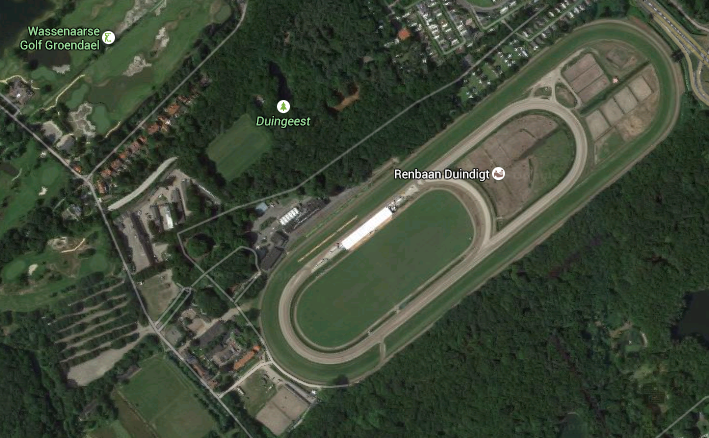 Wassenaarse
Golf Groendael
Duingeest
Renbaan Duindigt